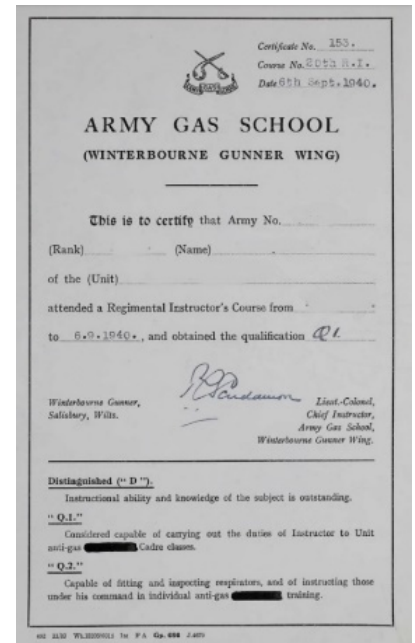 Certificate No. 153.
Course No. 20th R.I.
Date 6th Sept. 1940.
ARMY GAS SCHOOL
(WINTERBOURNE GUNNER WING)
This is to certify that Army No.
(Rank) (Name)
of the (Unit)
attended a Regimental Instructor's Course from
to 6.9.1940., and obtained the qualification Q1.
Winterbourne Gunner,
Salisbury, Wilts.
Lieut.-Colonel,
Chief Instructor,
Army Gas School,
Winterbourne Gunner Wing.
Distinguished (“ D ”).
Instructional ability and knowledge of the subject is outstanding.
“ Q.1.”
Considered capable of carrying out the duties of Instructor to Unit
anti-gas Cadre classes.
“ Q.2.”
Capable of fitting and inspecting respirators, and of instructing those
under his command in individual anti-gas training.
Gp. 698